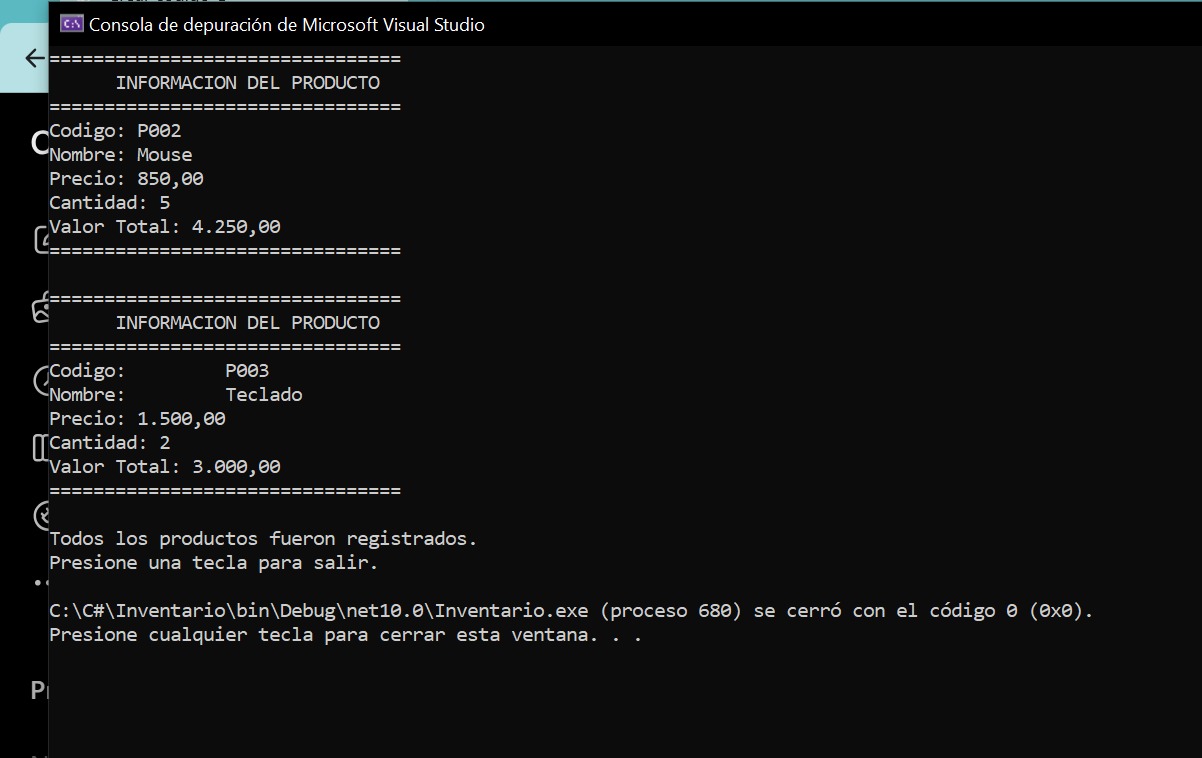 Consola de depuración de Microsoft Visual Studio
================================
INFORMACION DEL PRODUCTO
================================
Codigo: P002
Nombre: Mouse
Precio: 850,00
Cantidad: 5
Valor Total: 4.250,00
================================
================================
INFORMACION DEL PRODUCTO
================================
Codigo:         P003
Nombre:         Teclado
Precio: 1.500,00
Cantidad: 2
Valor Total: 3.000,00
================================
Todos los productos fueron registrados.
Presione una tecla para salir.
C:\C#\Inventario\bin\Debug\net10.0\Inventario.exe (proceso 680) se cerró con el código 0 (0x0).
Presione cualquier tecla para cerrar esta ventana. . .